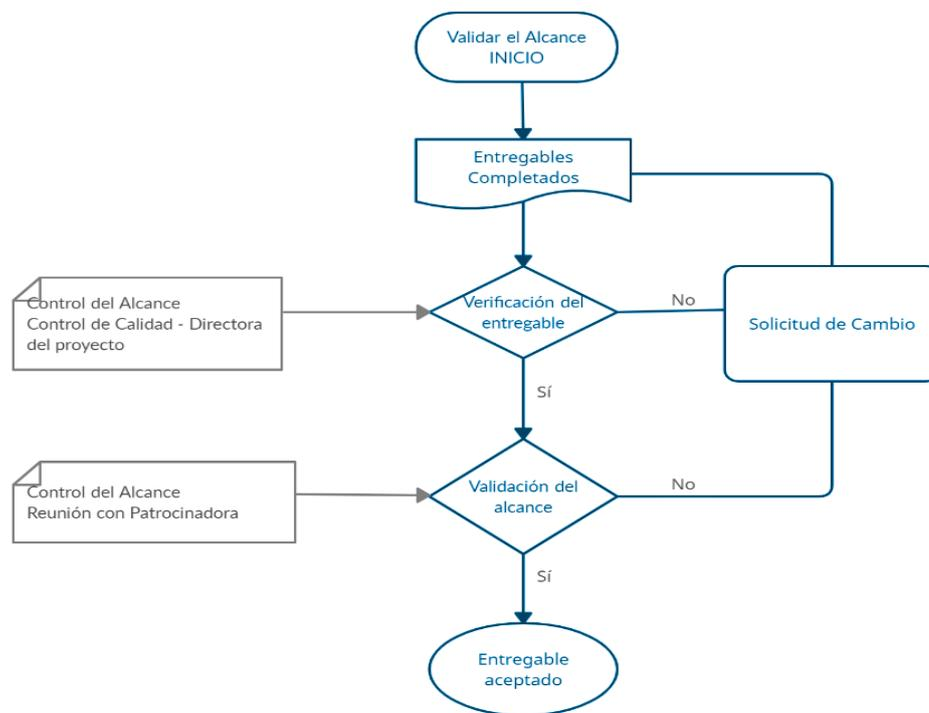 Validar el Alcance
INICIO
Entregables
Completados
Control del Alcance
Control de Calidad - Directora
del proyecto
Verificación del
entregable
No
Solicitud de Cambio
Sí
Control del Alcance
Reunión con Patrocinadora
Validación del
alcance
No
Sí
Entregable
aceptado